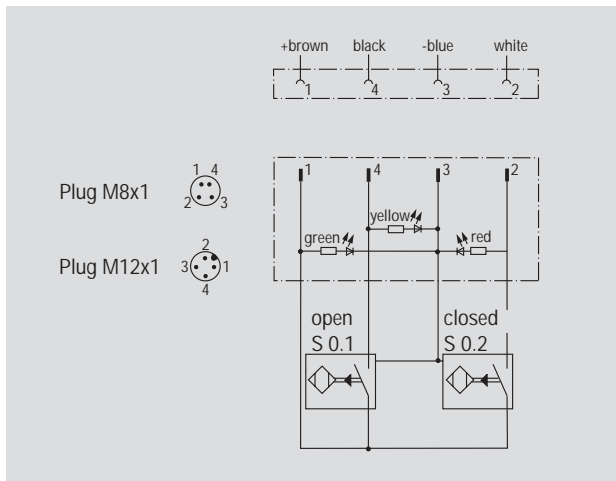 +brown black -blue white
1 4 3 2
1 4 3 2
Plug M8x1
1 4
2 3
yellow
green red
Plug M12x1
2
3 1
4
open
S 0.1
closed
S 0.2